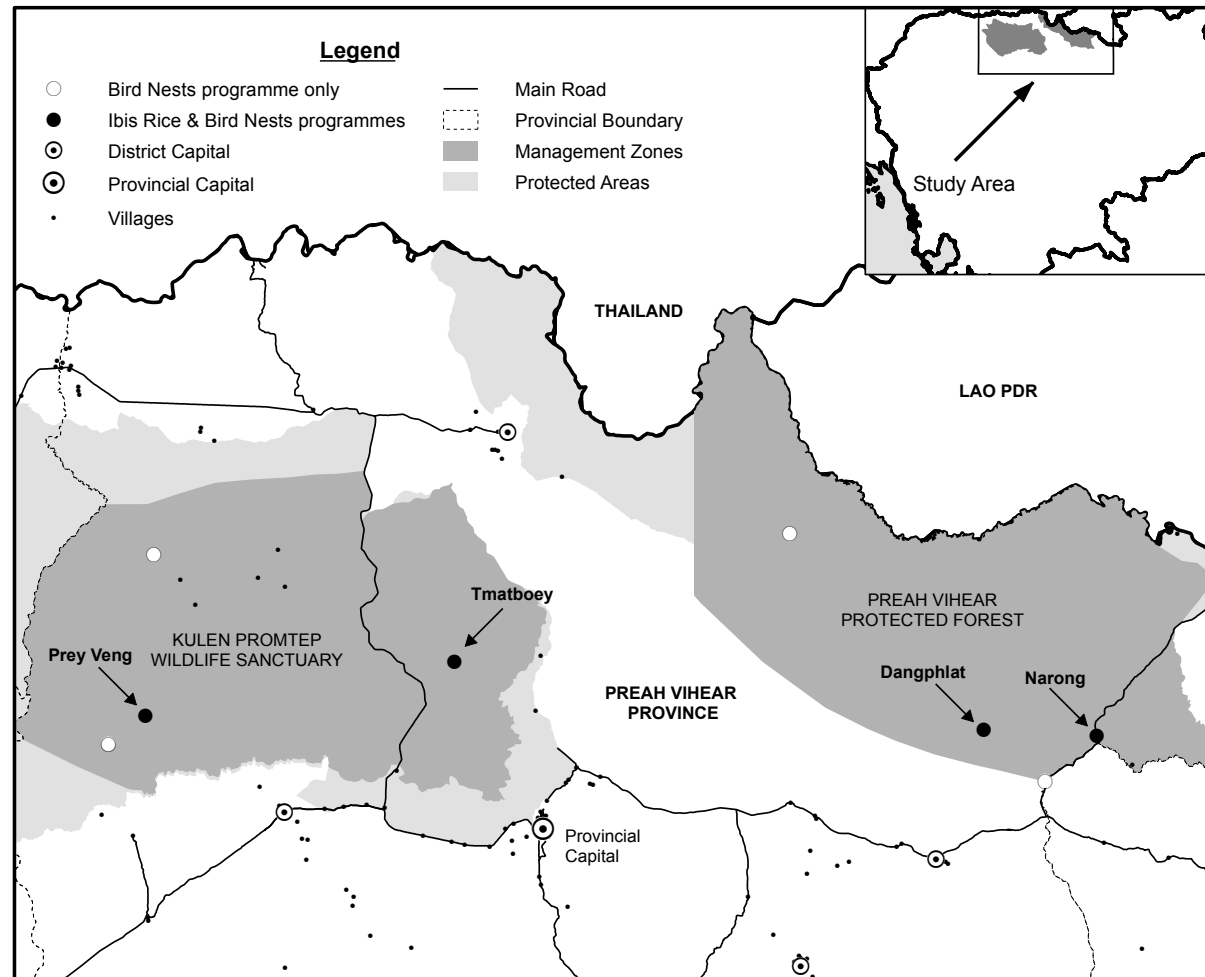 Legend
Bird Nests programme only
Ibis Rice & Bird Nests programmes
District Capital
Provincial Capital
Villages
Main Road
Provincial Boundary
Management Zones
Protected Areas
Study Area
THAILAND
LAO PDR
Tmatboey
PREAH VIHEAR
PROTECTED FOREST
KULEN PROMTEP
WILDLIFE SANCTUARY
Prey Veng
Dangphlat
Narong
PREAH VIHEAR
PROVINCE
Provincial
Capital